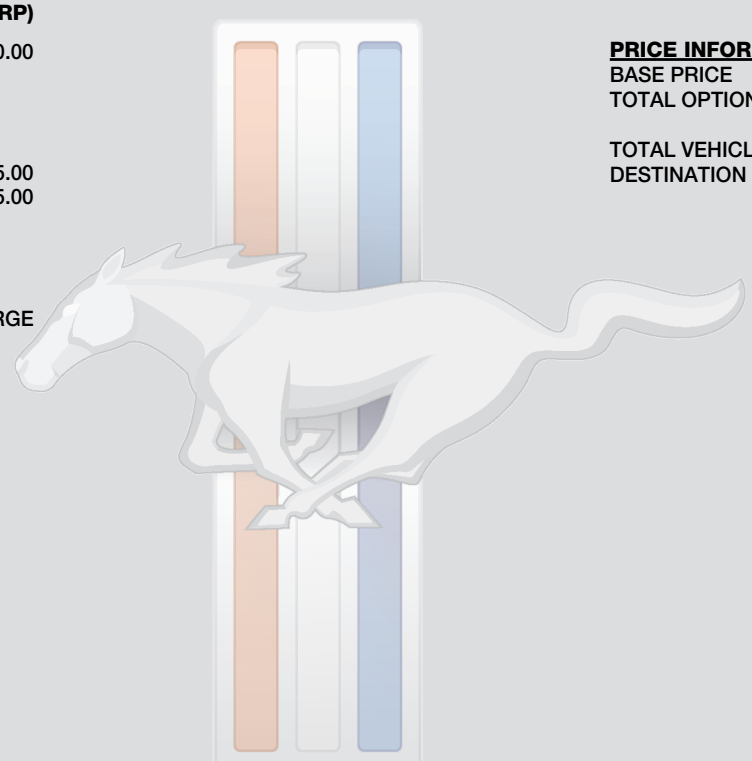 RP)
0.00
5.00
5.00
RGE
PRICE INFOR
BASE PRICE
TOTAL OPTION
TOTAL VEHICL
DESTINATION